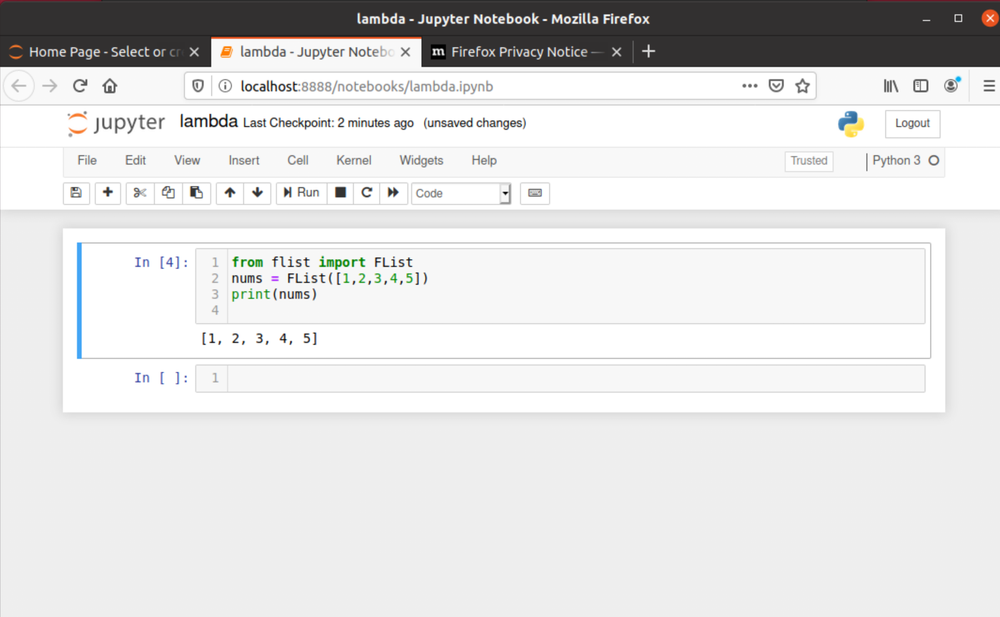 lambda - Jupyter Notebook - Mozilla Firefox
Home Page - Select or cre
lambda - Jupyter Notebo
m Firefox Privacy Notice —
localhost:8888/notebooks/lambda.ipynb
jupyter lambda Last Checkpoint: 2 minutes ago (unsaved changes)
Logout
File Edit View Insert Cell Kernel Widgets Help
Trusted
Python 3
Run
Code
In [4]:
1 from flist import FList
2 nums = FList([1,2,3,4,5])
3 print(nums)
4
[1, 2, 3, 4, 5]
In [ ]:
1